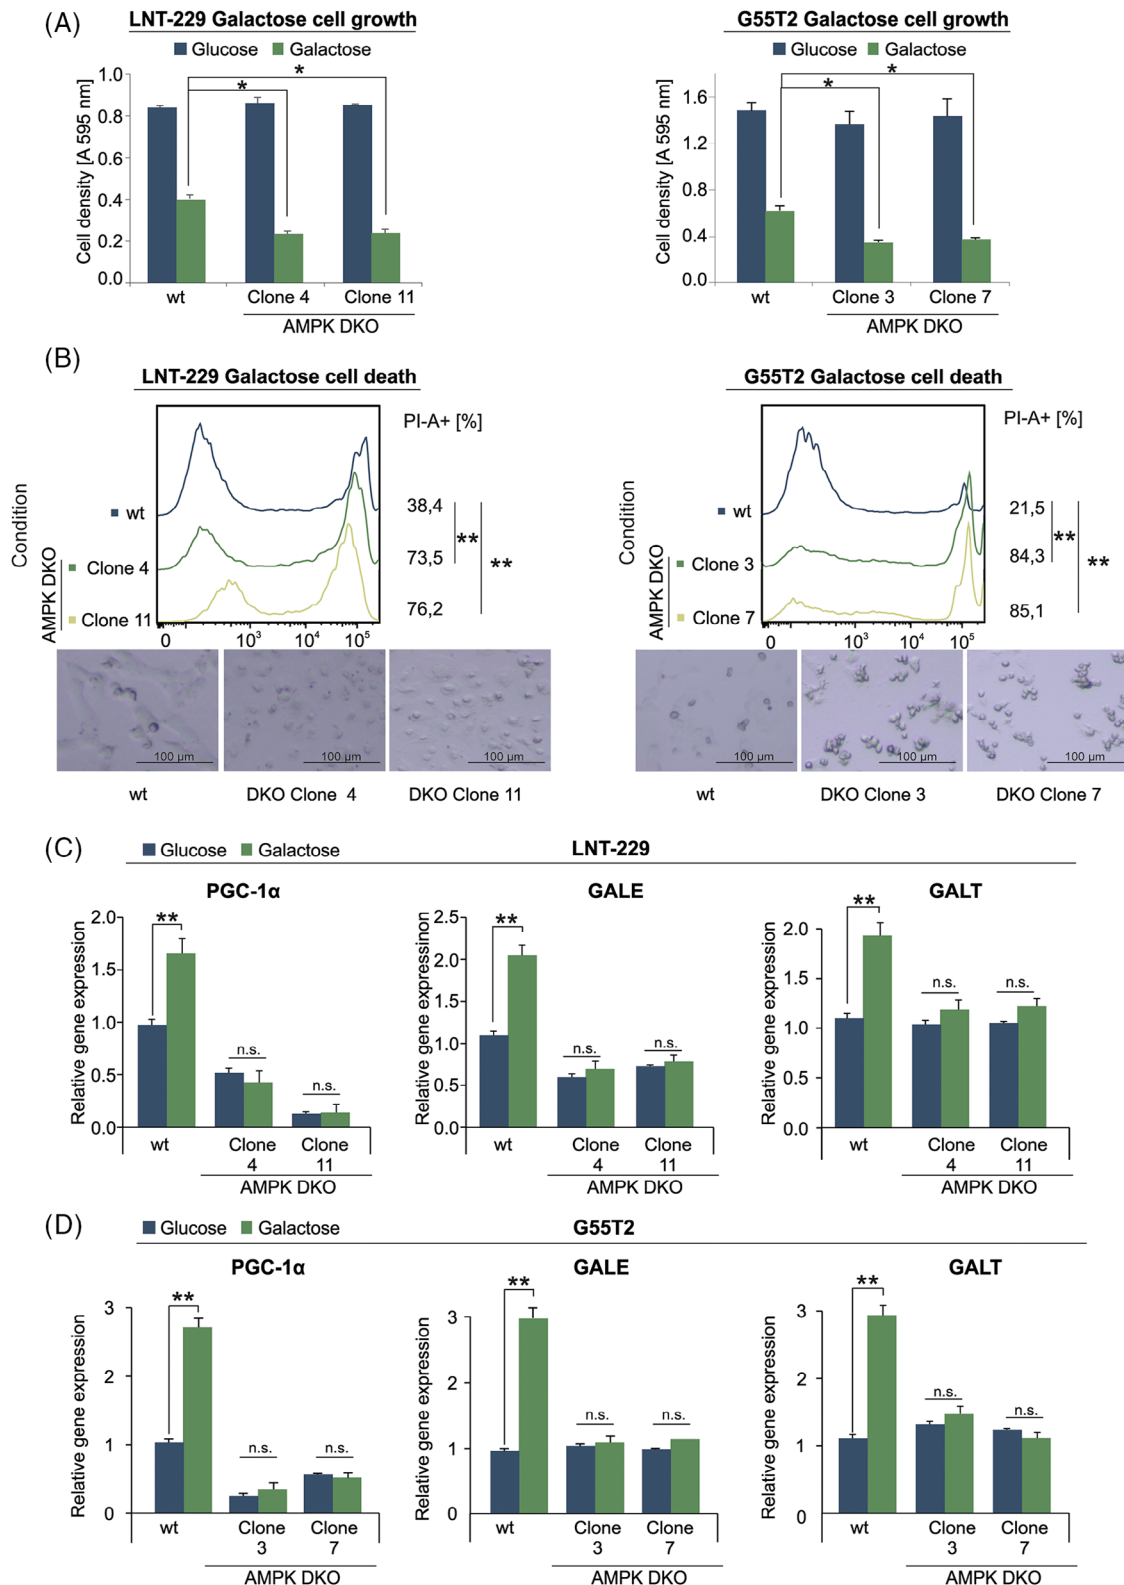 (A)
LNT-229 Galactose cell growth
Glucose Galactose
Cell density [A 595 nm]
1.0
0.8
0.6
0.4
0.2
0.0
* *
wt Clone 4 Clone 11
AMPK DKO
G55T2 Galactose cell growth
Glucose Galactose
Cell density [A 595 nm]
1.6
1.2
1.6
0.4
0.0
* *
wt Clone 3 Clone 7
AMPK DKO
(B)
LNT-229 Galactose cell death
PI-A+ [%]
Condition
AMPK DKO
wt
Clone 4
Clone 11
38,4
73,5
76,2
** **
0 10³ 10⁴ 10⁵
100 µm 100 µm 100 µm
wt DKO Clone 4 DKO Clone 11
G55T2 Galactose cell death
PI-A+ [%]
Condition
AMPK DKO
wt
Clone 3
Clone 7
21,5
84,3
85,1
** **
0 10³ 10⁴ 10⁵
100 µm 100 µm 100 µm
wt DKO Clone 3 DKO Clone 7
(C)
Glucose Galactose
LNT-229
PGC-1α
Relative gene expression
2.0
1.5
1.0
0.5
0.0
** n.s. n.s.
wt Clone 4 Clone 11
AMPK DKO
GALE
Relative gene expressinon
2.5
2.0
1.5
1.0
0.5
0.0
** n.s. n.s.
wt Clone 4 Clone 11
AMPK DKO
GALT
Relative gene expression
2.0
1.5
1.0
0.5
0.0
** n.s. n.s.
wt Clone 4 Clone 11
AMPK DKO
(D)
Glucose Galactose
G55T2
PGC-1α
Relative gene expression
3
2
1
0
** n.s. n.s.
wt Clone 3 Clone 7
AMPK DKO
GALE
Relative gene expression
3
2
1
0
** n.s. n.s.
wt Clone 3 Clone 7
AMPK DKO
GALT
Relative gene expression
3
2
1
0
** n.s. n.s.
wt Clone 3 Clone 7
AMPK DKO